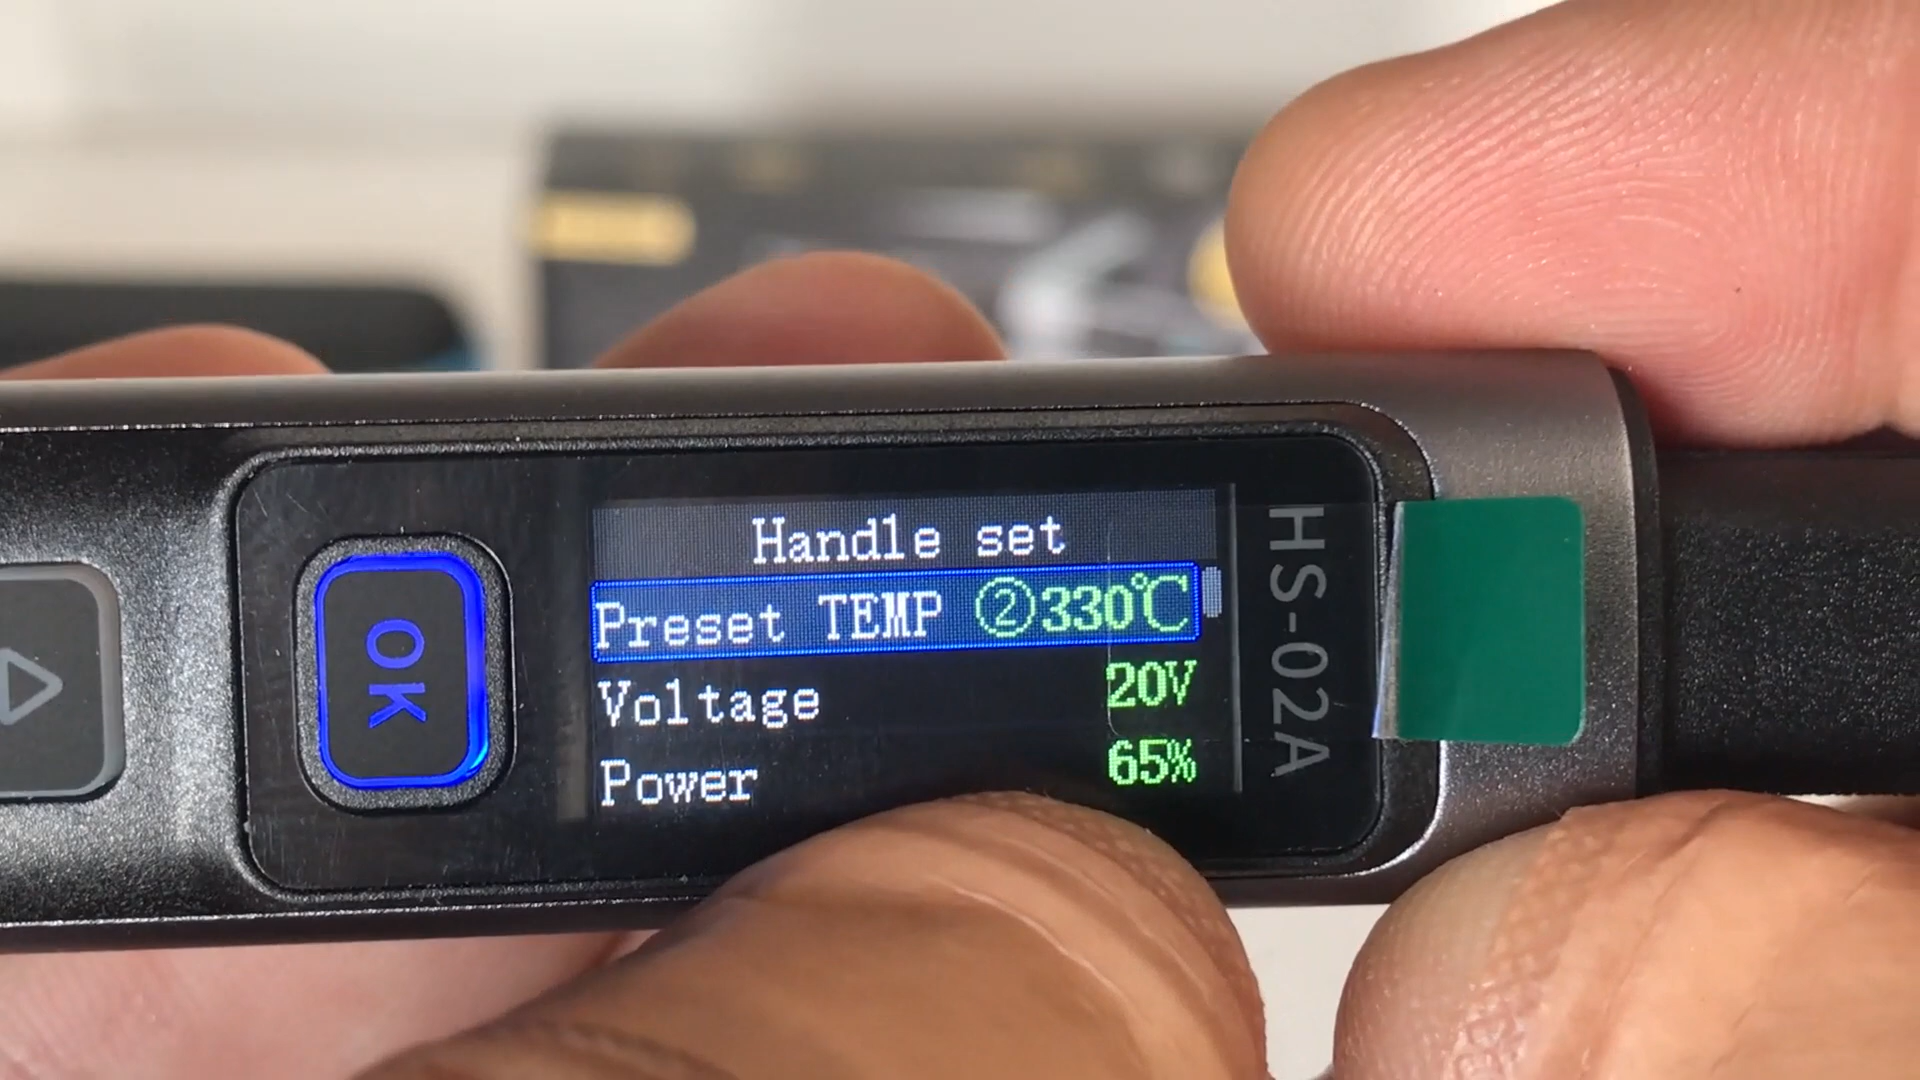 Handle set
Preset TEMP ②330℃
Voltage 20V
Power 65%
OK
HS-02A